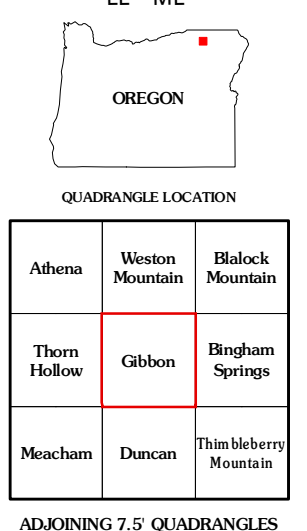 OREGON
QUADRANGLE LOCATION
Athena
Weston
Mountain
Blalock
Mountain
Thorn
Hollow
Gibbon
Bingham
Springs
Meacham
Duncan
Thimbleberry
Mountain
ADJOINING 7.5' QUADRANGLES